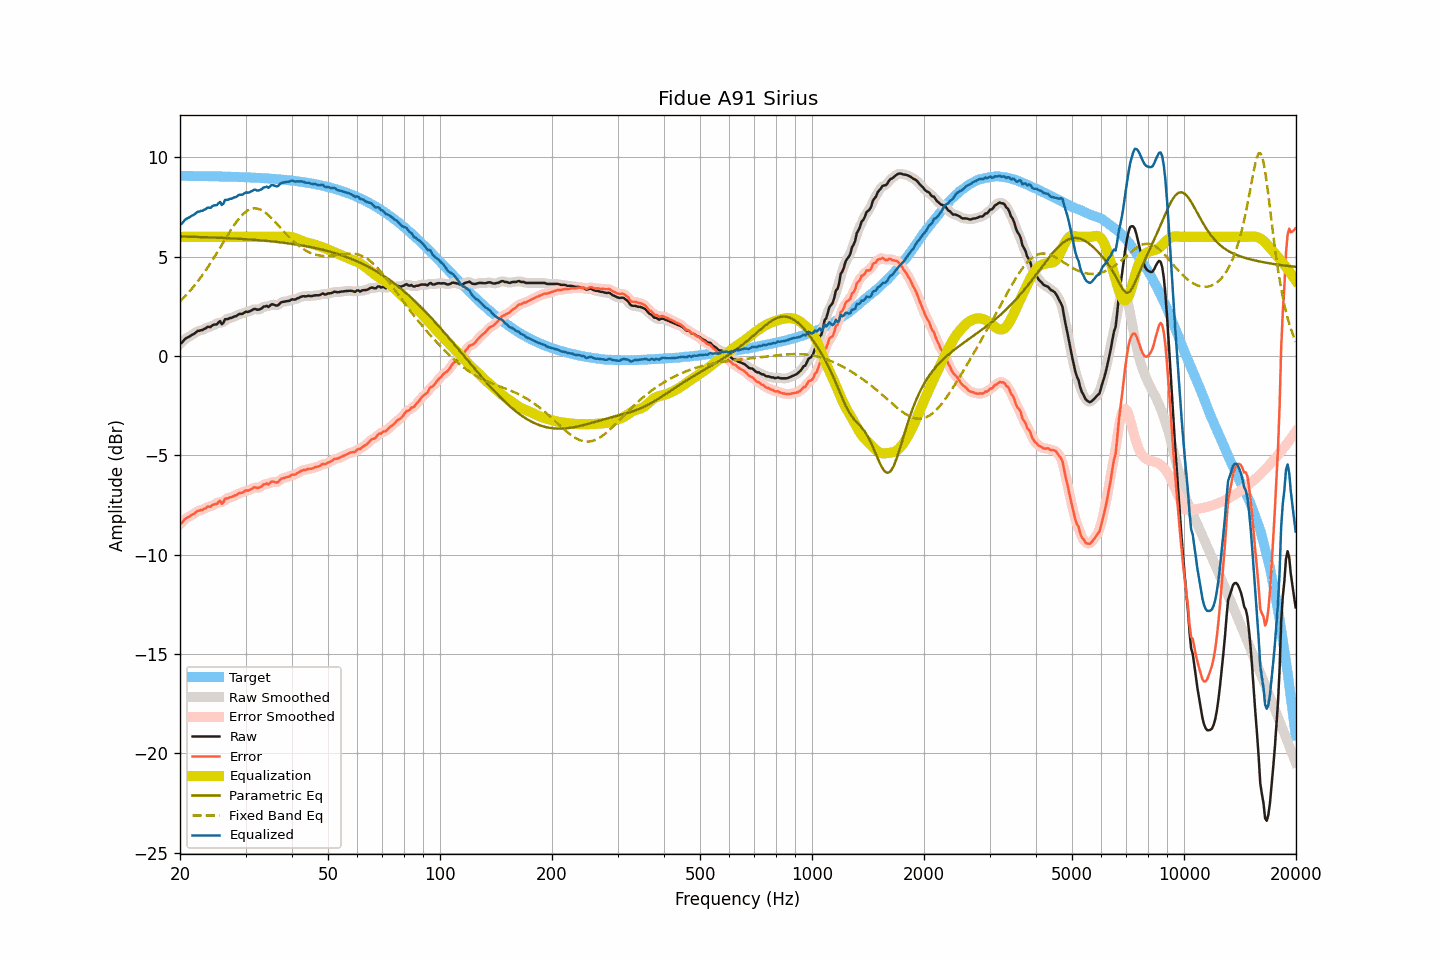 Fidue A91 Sirius
Amplitude (dBr)
10
5
0
−5
−10
−15
−20
−25
Target
Raw Smoothed
Error Smoothed
Raw
Error
Equalization
Parametric Eq
Fixed Band Eq
Equalized
20 50 100 200 500 1000 2000 5000 10000 20000
Frequency (Hz)